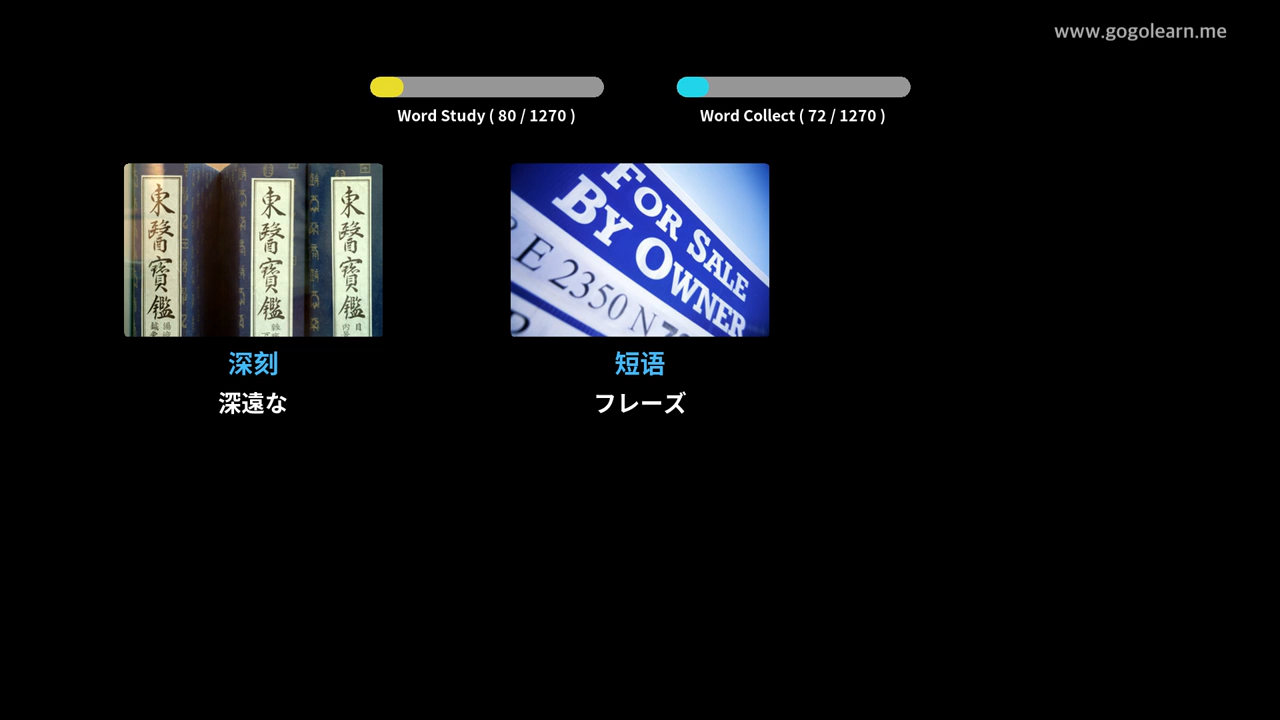 www.gogolearn.me
Word Study ( 80 / 1270 )
Word Collect ( 72 / 1270 )
東醫寶鑑
東醫寶鑑
東醫寶鑑
FOR SALE
BY OWNER
E 2350 N
深刻
短语
深遠な
フレーズ